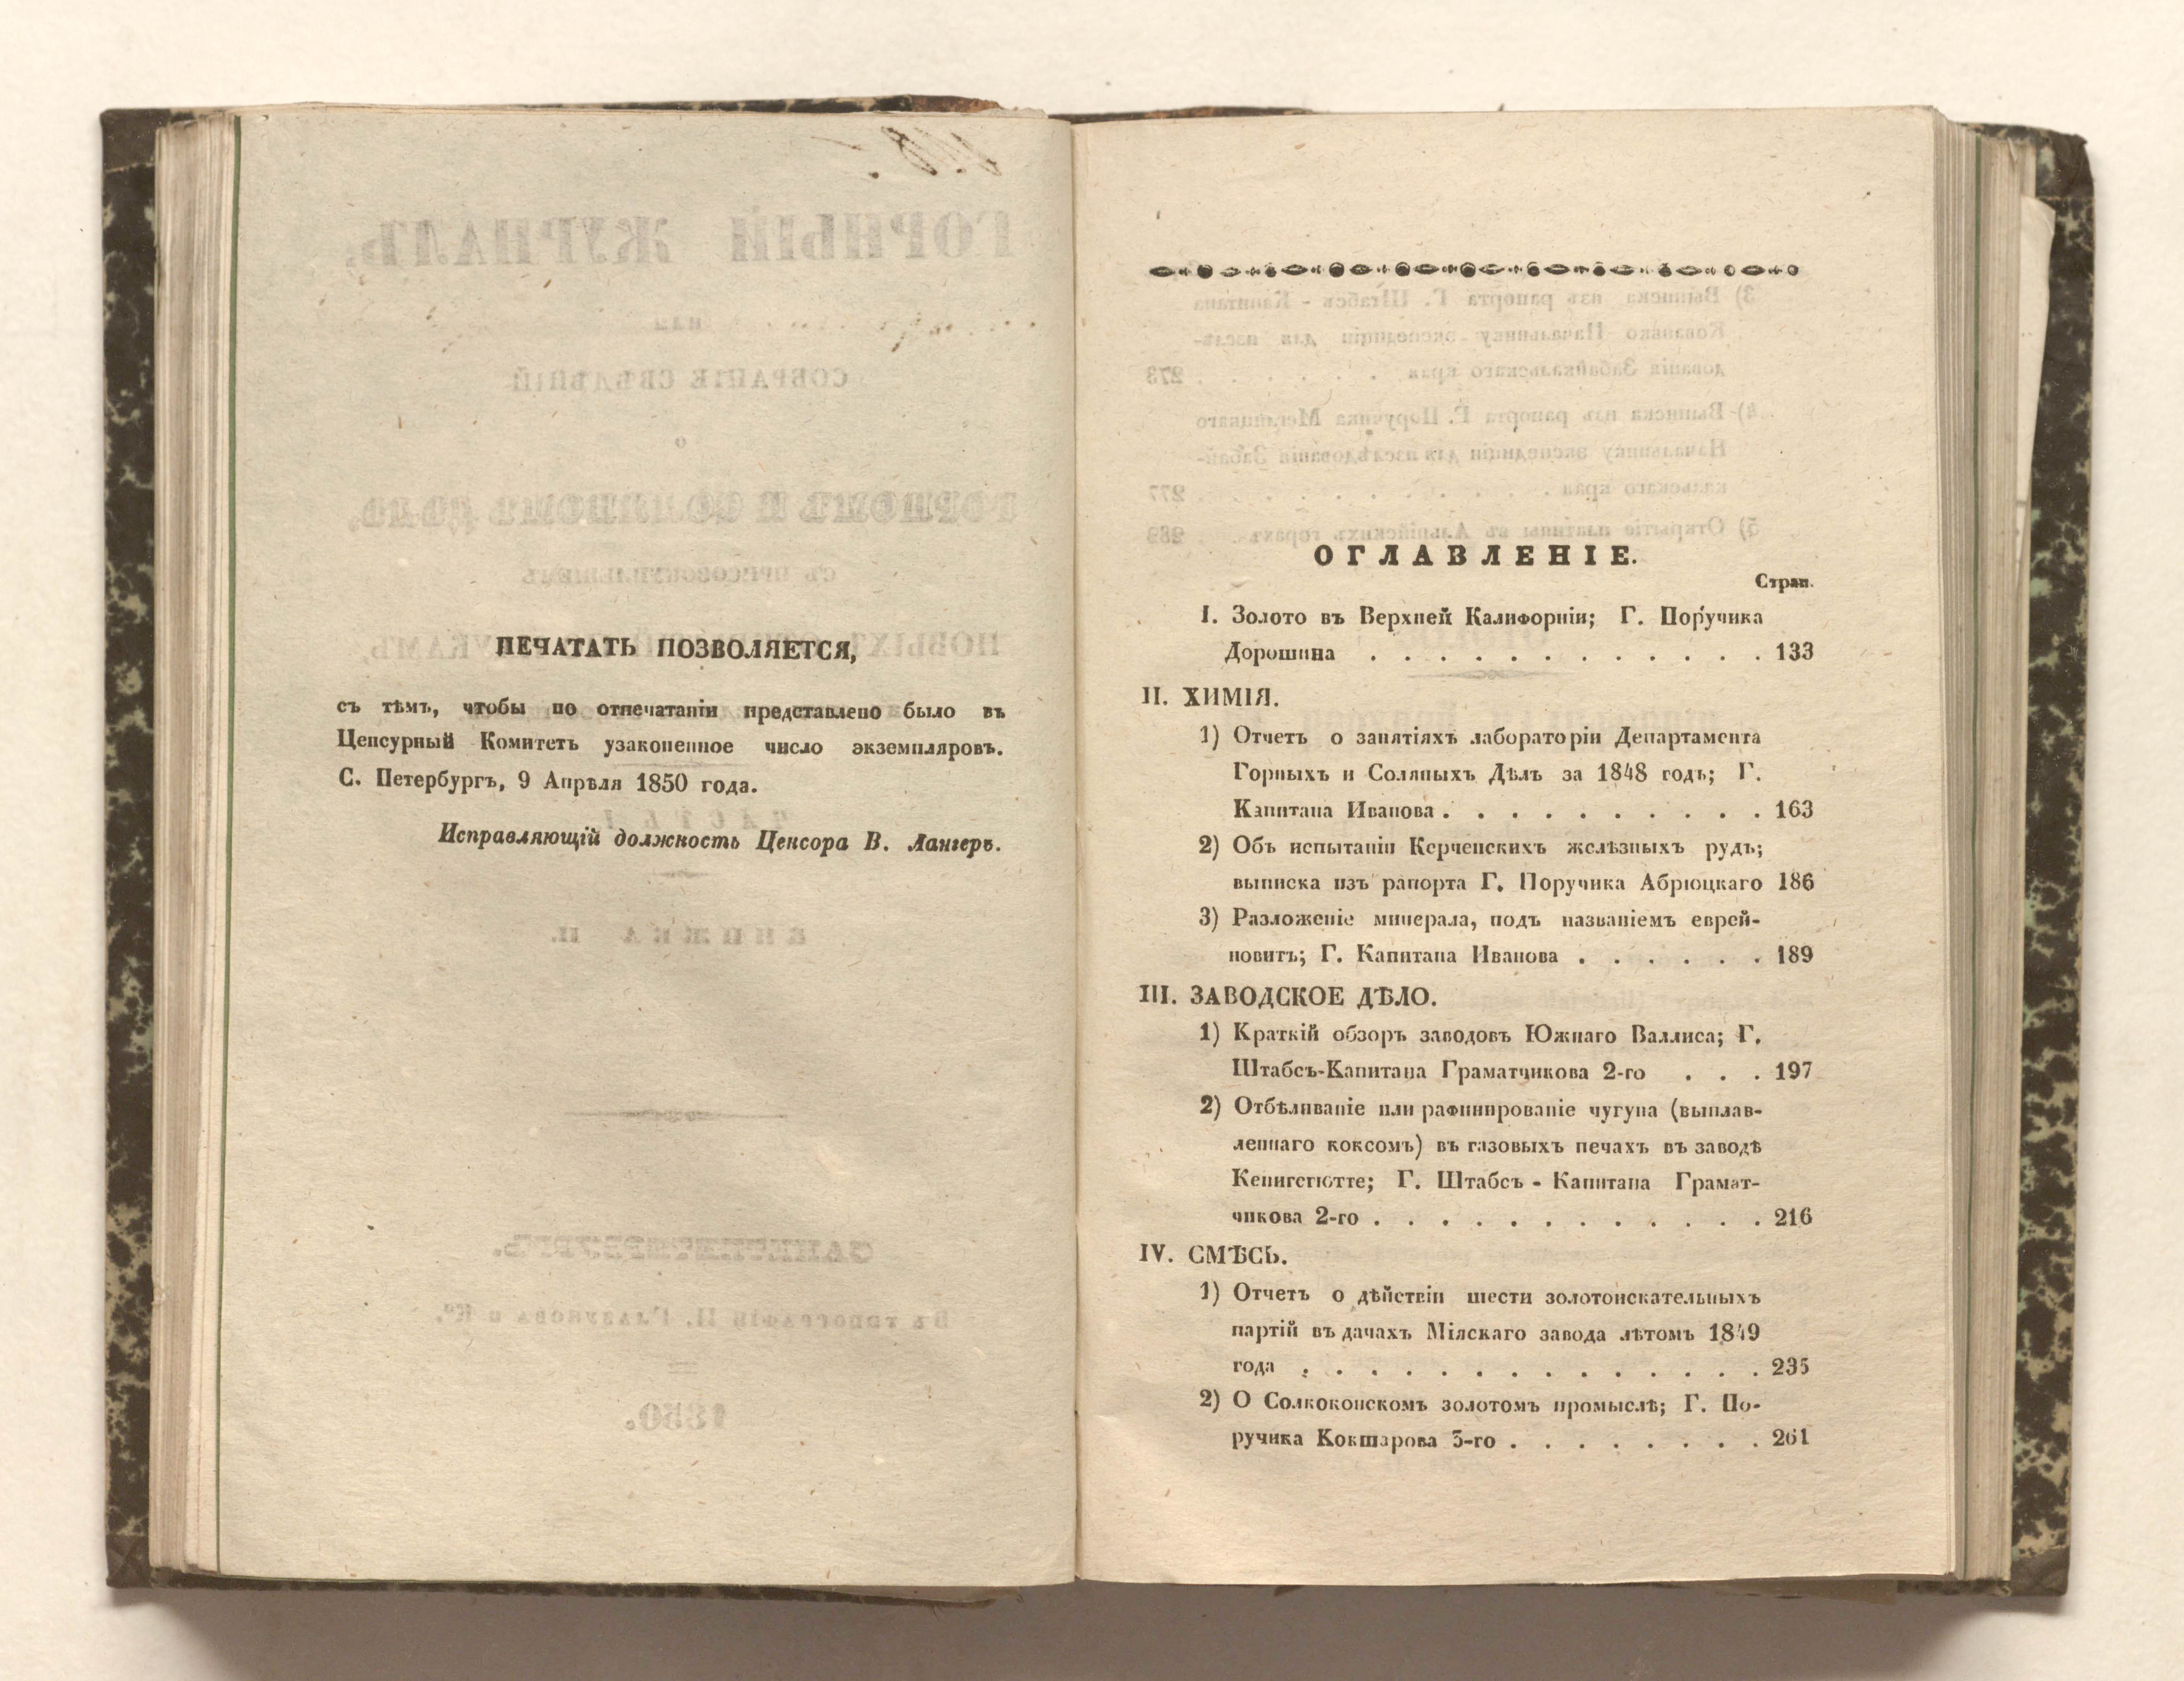 ПЕЧАТАТЬ ПОЗВОЛЯЕТСЯ,
съ тѣмъ, чтобы по отпечатаніи представлено было въ
Ценсурный Комитетъ узаконенное число экземпляровъ.
С. Петербургъ, 9 Апрѣля 1850 года.
Исправляющій должность Ценсора В. Лангеръ.
ОГЛАВЛЕНІЕ.
Стран.
I. Золото въ Верхней Калифорніи; Г. Поручика
Дорошина . . . . . . . . . . . . 133
II. ХИМІЯ.
1) Отчетъ о занятіяхъ лабораторіи Департамента
Горныхъ и Соляныхъ Дѣлъ за 1848 годъ; Г.
Капитана Иванова . . . . . . . . . . 163
2) Объ испытаніи Керченскихъ желѣзныхъ рудъ;
выписка изъ рапорта Г. Поручика Абрюцкаго 186
3) Разложеніе минерала, подъ названіемъ еврей-
новитъ; Г. Капитана Иванова . . . . . . 189
III. ЗАВОДСКОЕ ДѢЛО.
1) Краткій обзоръ заводовъ Южнаго Валлиса; Г.
Штабсъ-Капитана Граматчикова 2-го . . . 197
2) Отбѣливаніе или рафинированіе чугуна (выплав-
леннаго коксомъ) въ газовыхъ печахъ въ заводѣ
Кенигсгютте; Г. Штабсъ - Капитана Грамат-
чикова 2-го . . . . . . . . . . . . 216
IV. СМѢСЬ.
1) Отчетъ о дѣйствіи шести золотоискательныхъ
партій въ дачахъ Міяскаго завода лѣтомъ 1849
года . . . . . . . . . . . . . . 235
2) О Солкоконскомъ золотомъ промыслѣ; Г. По-
ручика Кокшарова 3-го . . . . . . . . 261